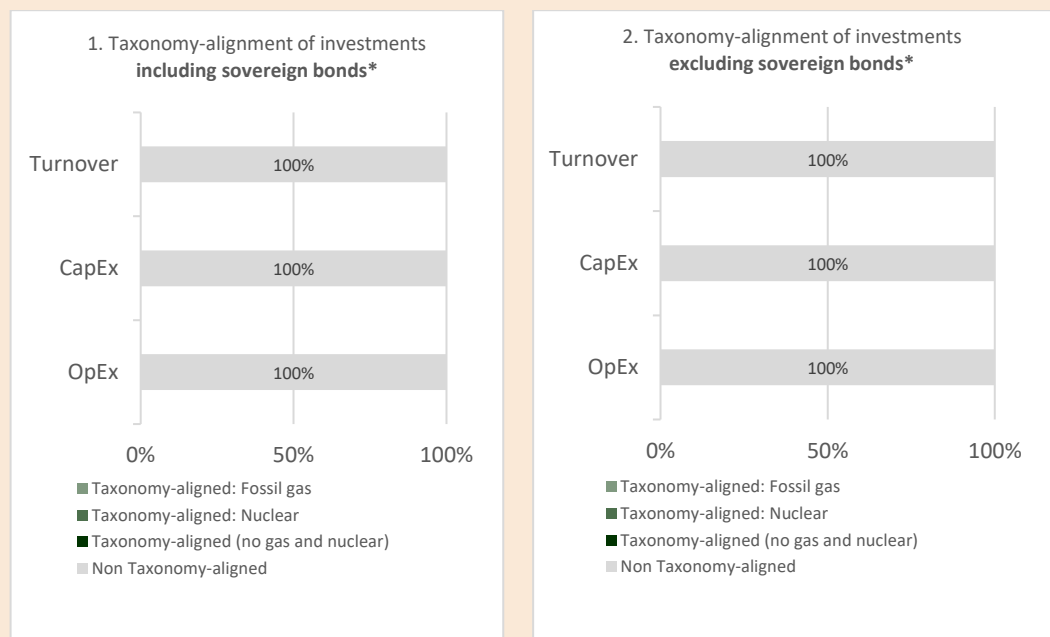 1. Taxonomy-alignment of investments
including sovereign bonds*
Turnover
100%
CapEx
100%
OpEx
100%
0%
50%
100%
Taxonomy-aligned: Fossil gas
Taxonomy-aligned: Nuclear
Taxonomy-aligned (no gas and nuclear)
Non Taxonomy-aligned
2. Taxonomy-alignment of investments
excluding sovereign bonds*
Turnover
100%
CapEx
100%
OpEx
100%
0%
50%
100%
Taxonomy-aligned: Fossil gas
Taxonomy-aligned: Nuclear
Taxonomy-aligned (no gas and nuclear)
Non Taxonomy-aligned